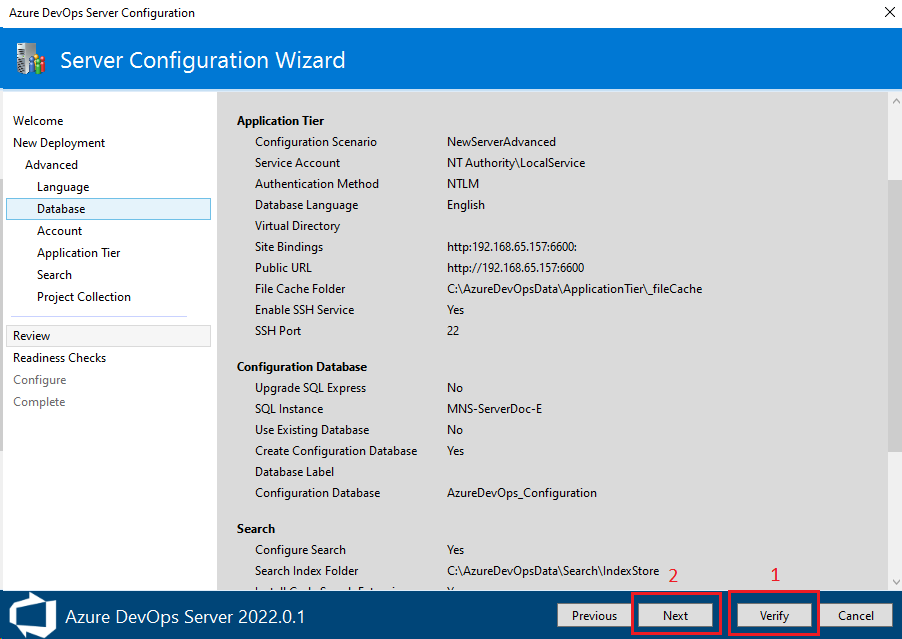 Azure DevOps Server Configuration
Server Configuration Wizard
Welcome
New Deployment
Advanced
Language
Database
Account
Application Tier
Search
Project Collection
Review
Readiness Checks
Configure
Complete
Application Tier
Configuration Scenario NewServerAdvanced
Service Account NT Authority\LocalService
Authentication Method NTLM
Database Language English
Virtual Directory
Site Bindings http:192.168.65.157:6600:
Public URL http://192.168.65.157:6600
File Cache Folder C:\AzureDevOpsData\ApplicationTier\_fileCache
Enable SSH Service Yes
SSH Port 22
Configuration Database
Upgrade SQL Express No
SQL Instance MNS-ServerDoc-E
Use Existing Database No
Create Configuration Database Yes
Database Label
Configuration Database AzureDevOps_Configuration
Search
Configure Search Yes
Search Index Folder C:\AzureDevOpsData\Search\IndexStore
2 1
Azure DevOps Server 2022.0.1
Previous Next Verify Cancel